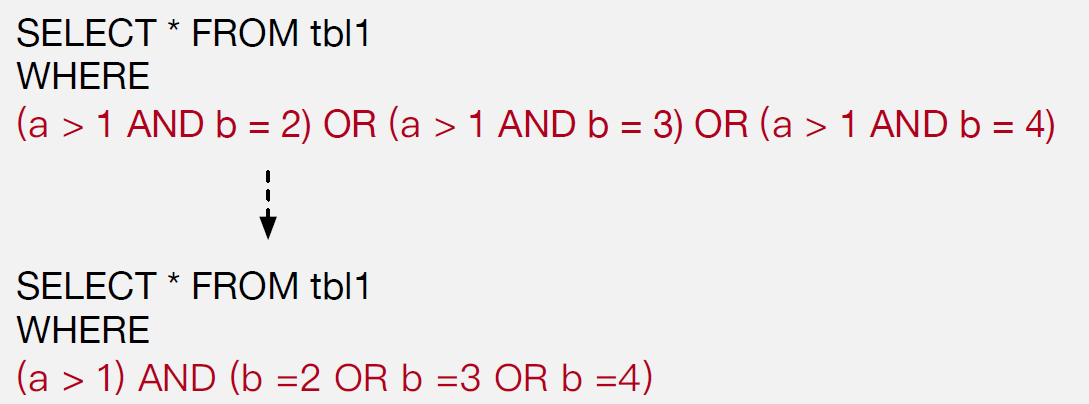 SELECT * FROM tbl1
WHERE
(a > 1 AND b = 2) OR (a > 1 AND b = 3) OR (a > 1 AND b = 4)
SELECT * FROM tbl1
WHERE
(a > 1) AND (b =2 OR b =3 OR b =4)